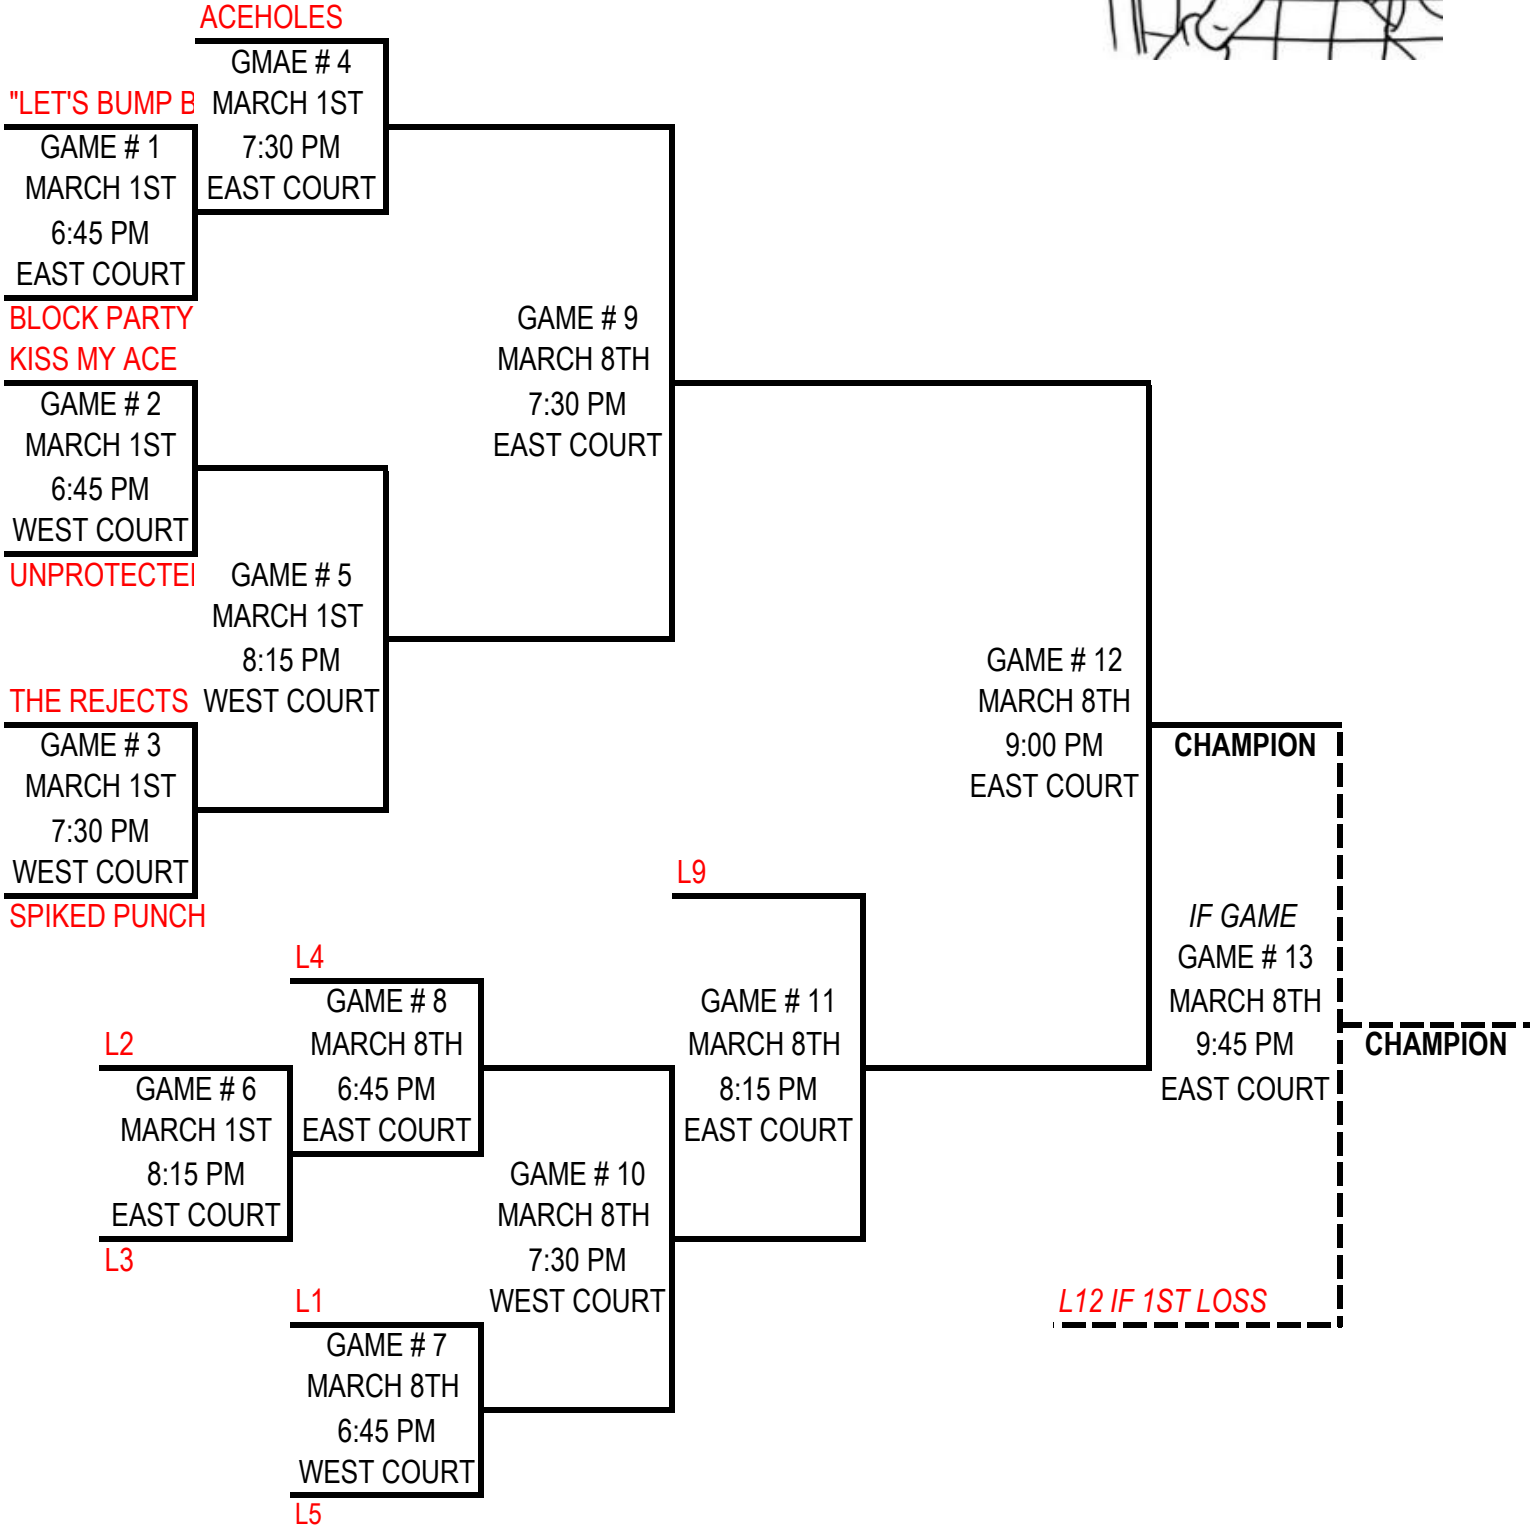 ACEHOLES
GMAE # 4
MARCH 1ST
7:30 PM
EAST COURT
"LET'S BUMP B
GAME # 1
MARCH 1ST
6:45 PM
EAST COURT
BLOCK PARTY
KISS MY ACE
GAME # 2
MARCH 1ST
6:45 PM
WEST COURT
UNPROTECTE
GAME # 5
MARCH 1ST
8:15 PM
WEST COURT
THE REJECTS
GAME # 3
MARCH 1ST
7:30 PM
WEST COURT
SPIKED PUNCH
GAME # 9
MARCH 8TH
7:30 PM
EAST COURT
GAME # 12
MARCH 8TH
9:00 PM
EAST COURT
CHAMPION
L9
L4
GAME # 8
MARCH 8TH
6:45 PM
EAST COURT
L2
GAME # 6
MARCH 1ST
8:15 PM
EAST COURT
L3
GAME # 11
MARCH 8TH
8:15 PM
EAST COURT
GAME # 10
MARCH 8TH
7:30 PM
WEST COURT
L1
GAME # 7
MARCH 8TH
6:45 PM
WEST COURT
L5
IF GAME
GAME # 13
MARCH 8TH
9:45 PM
EAST COURT
CHAMPION
L12 IF 1ST LOSS